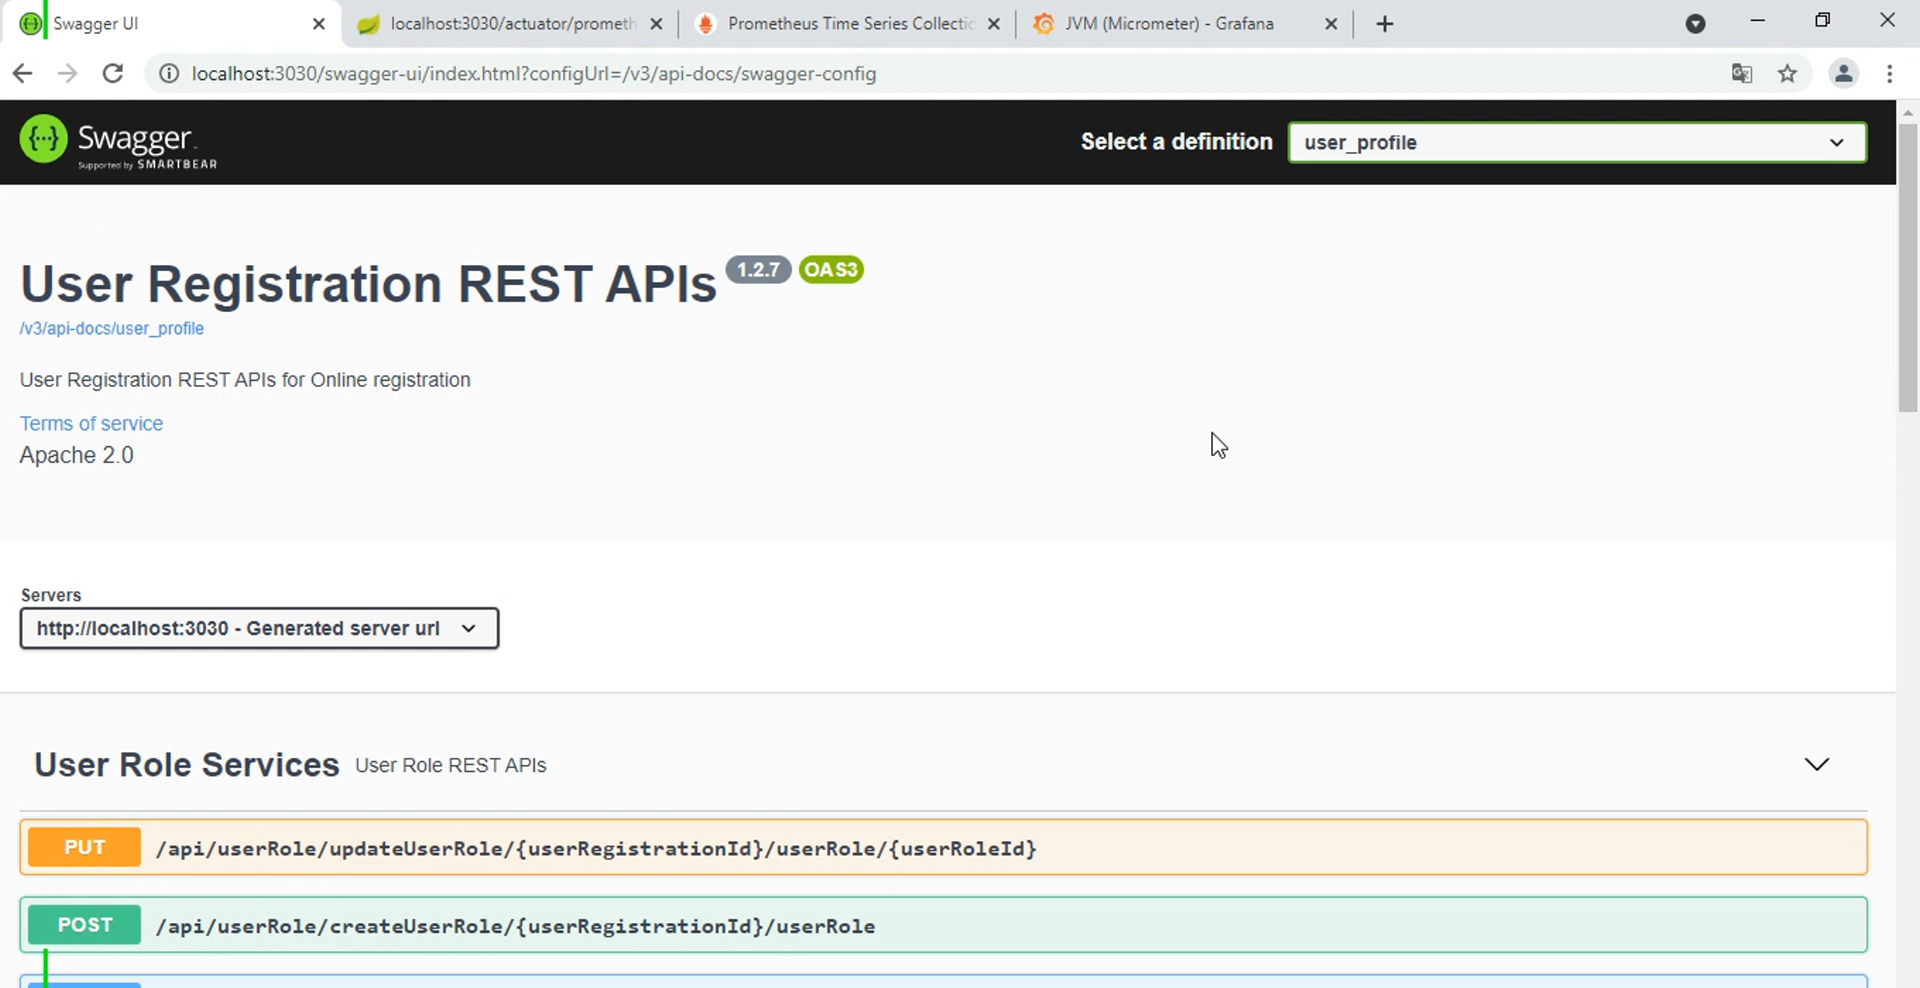 Swagger UI
localhost:3030/actuator/prometh
Prometheus Time Series Collectic
JVM (Micrometer) - Grafana
localhost:3030/swagger-ui/index.html?configUrl=/v3/api-docs/swagger-config
Swagger
Supported by SMARTBEAR
Select a definition
user_profile
User Registration REST APIs 1.2.7 OAS3
/v3/api-docs/user_profile
User Registration REST APIs for Online registration
Terms of service
Apache 2.0
Servers
http://localhost:3030 - Generated server url
User Role Services User Role REST APIs
PUT /api/userRole/updateUserRole/{userRegistrationId}/userRole/{userRoleId}
POST /api/userRole/createUserRole/{userRegistrationId}/userRole